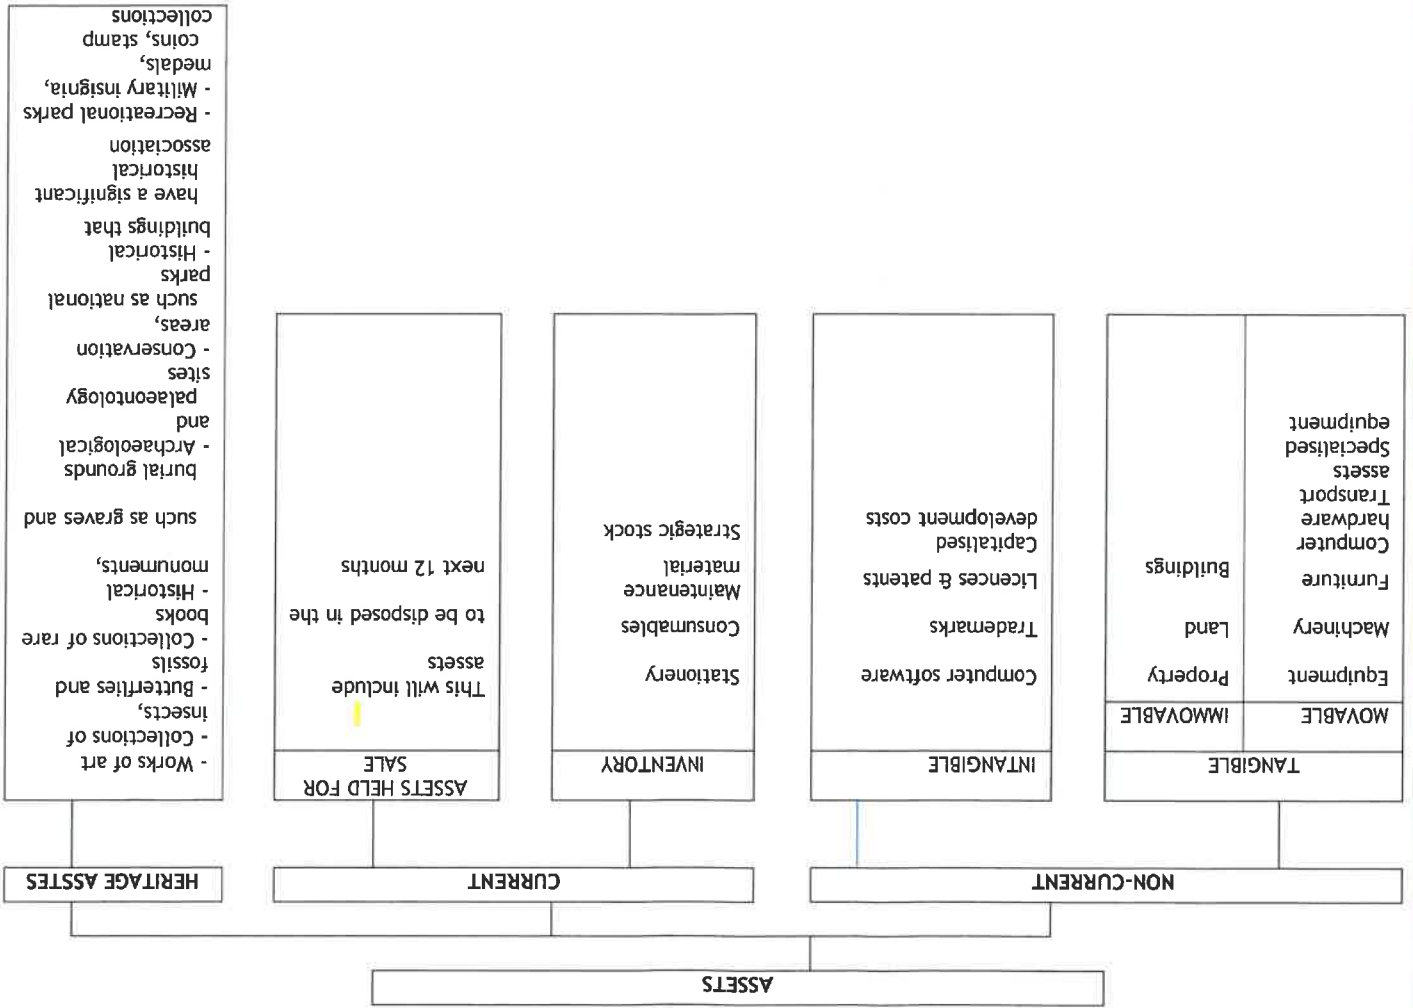 ASSETS
NON-CURRENT
CURRENT
HERITAGE ASSTES
TANGIBLE
MOVABLE
Equipment
Machinery
Furniture
Computer
hardware
Transport
assets
Specialised
equipment
IMMOVABLE
Property
Land
Buildings
INTANGIBLE
Computer software
Trademarks
Licences & patents
Capitalised
development costs
INVENTORY
Stationery
Consumables
Maintenance
material
Strategic stock
ASSETS HELD FOR
SALE
This will include
assets
to be disposed in the
next 12 months
- Works of art
- Collections of
insects,
- Butterflies and
fossils
- Collections of rare
books
- Historical
monuments,
such as graves and
burial grounds
- Archaeological
and
palaeontology
sites
- Conservation
areas,
such as national
parks
- Historical
buildings that
have a significant
historical
association
- Recreational parks
- Military insignia,
medals,
coins, stamp
collections